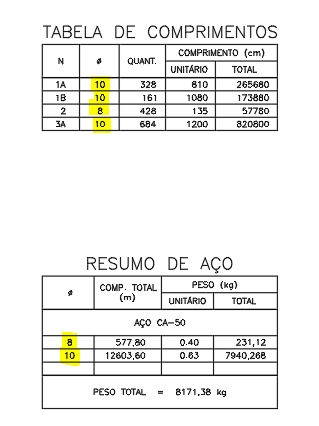 TABELA DE COMPRIMENTOS
N ø QUANT. COMPRIMENTO (cm)
UNITÁRIO TOTAL
1A 10 328 810 265680
1B 10 161 1080 173880
2 8 428 135 57780
3A 10 684 1200 820800
RESUMO DE AÇO
ø COMP. TOTAL (m) PESO (kg)
UNITÁRIO TOTAL
AÇO CA-50
8 577,80 0.40 231,12
10 12603,60 0.63 7940,268
PESO TOTAL = 8171,38 kg